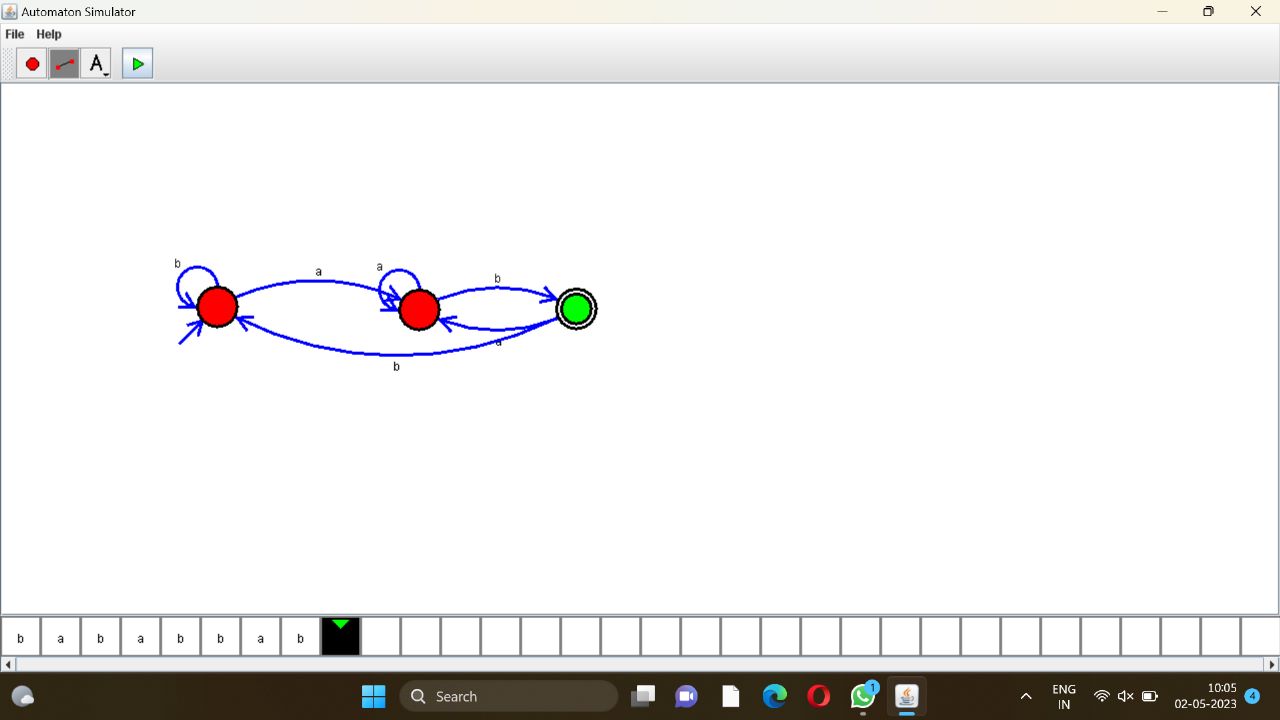 Automaton Simulator
File Help
A
b
a
a
b
a
b
b a b a b b a b
Search
1
ENG
IN
10:05
02-05-2023
4